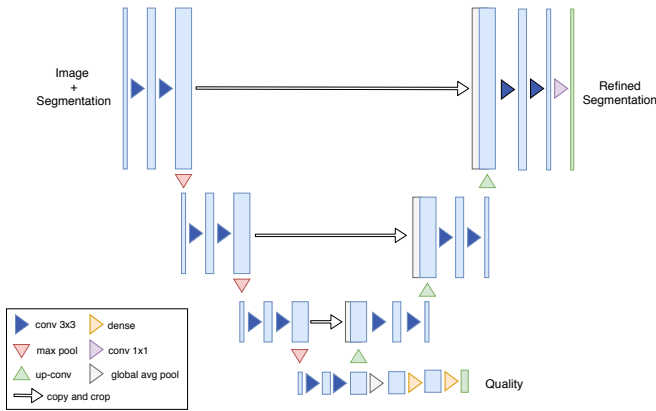 Image
+
Segmentation
Refined
Segmentation
conv 3x3
dense
max pool
conv 1x1
up-conv
global avg pool
copy and crop
Quality